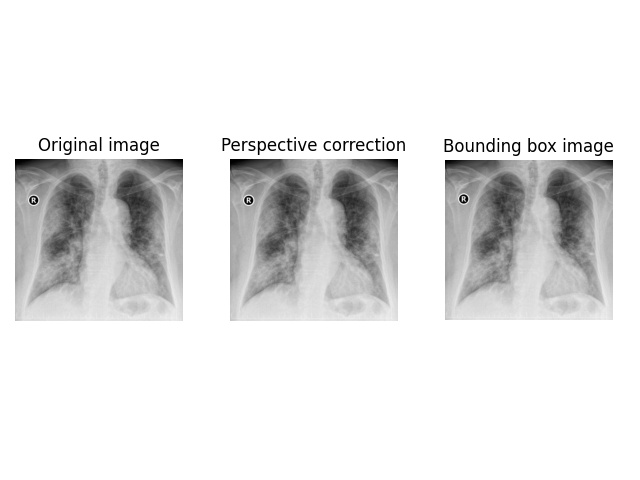 Original image
Perspective correction
Bounding box image
R
R
R